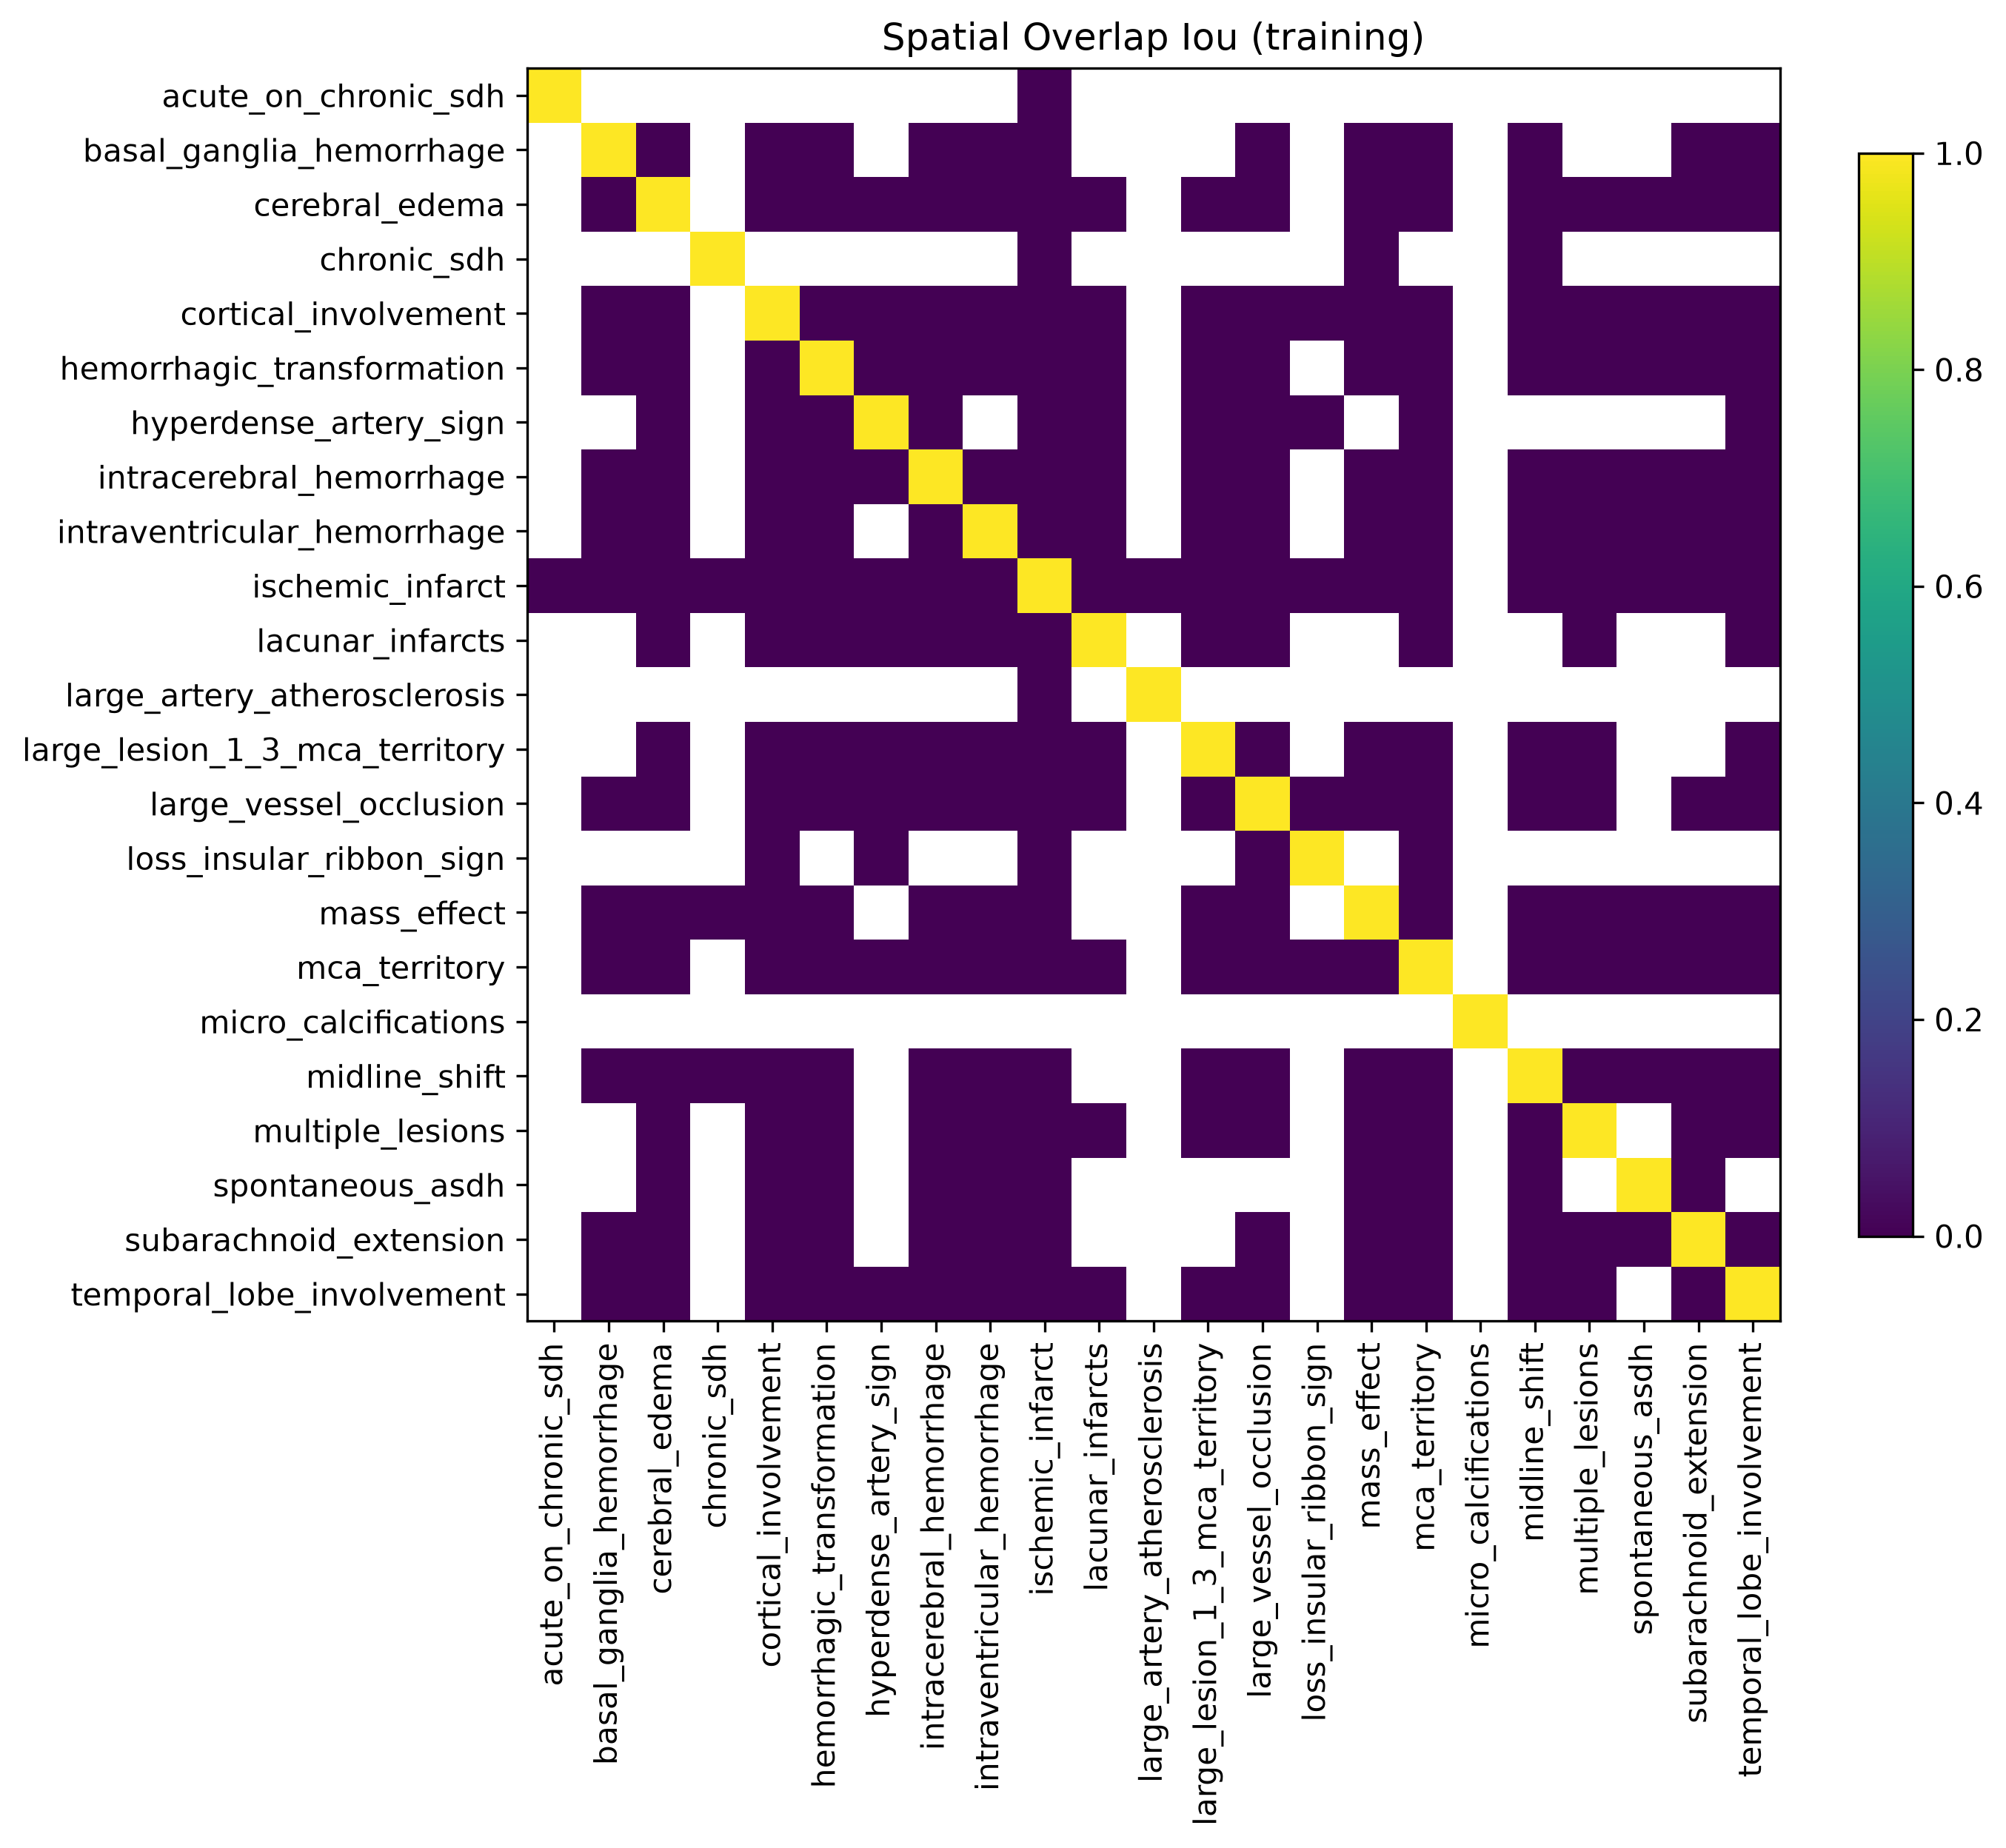 Spatial Overlap Iou (training)
acute_on_chronic_sdh
basal_ganglia_hemorrhage
cerebral_edema
chronic_sdh
cortical_involvement
hemorrhagic_transformation
hyperdense_artery_sign
intracerebral_hemorrhage
intraventricular_hemorrhage
ischemic_infarct
lacunar_infarcts
large_artery_atherosclerosis
large_lesion_1_3_mca_territory
large_vessel_occlusion
loss_insular_ribbon_sign
mass_effect
mca_territory
micro_calcifications
midline_shift
multiple_lesions
spontaneous_asdh
subarachnoid_extension
temporal_lobe_involvement
acute_on_chronic_sdh
basal_ganglia_hemorrhage
cerebral_edema
chronic_sdh
cortical_involvement
hemorrhagic_transformation
hyperdense_artery_sign
intracerebral_hemorrhage
intraventricular_hemorrhage
ischemic_infarct
lacunar_infarcts
large_artery_atherosclerosis
large_lesion_1_3_mca_territory
large_vessel_occlusion
loss_insular_ribbon_sign
mass_effect
mca_territory
micro_calcifications
midline_shift
multiple_lesions
spontaneous_asdh
subarachnoid_extension
temporal_lobe_involvement
1.0
0.8
0.6
0.4
0.2
0.0